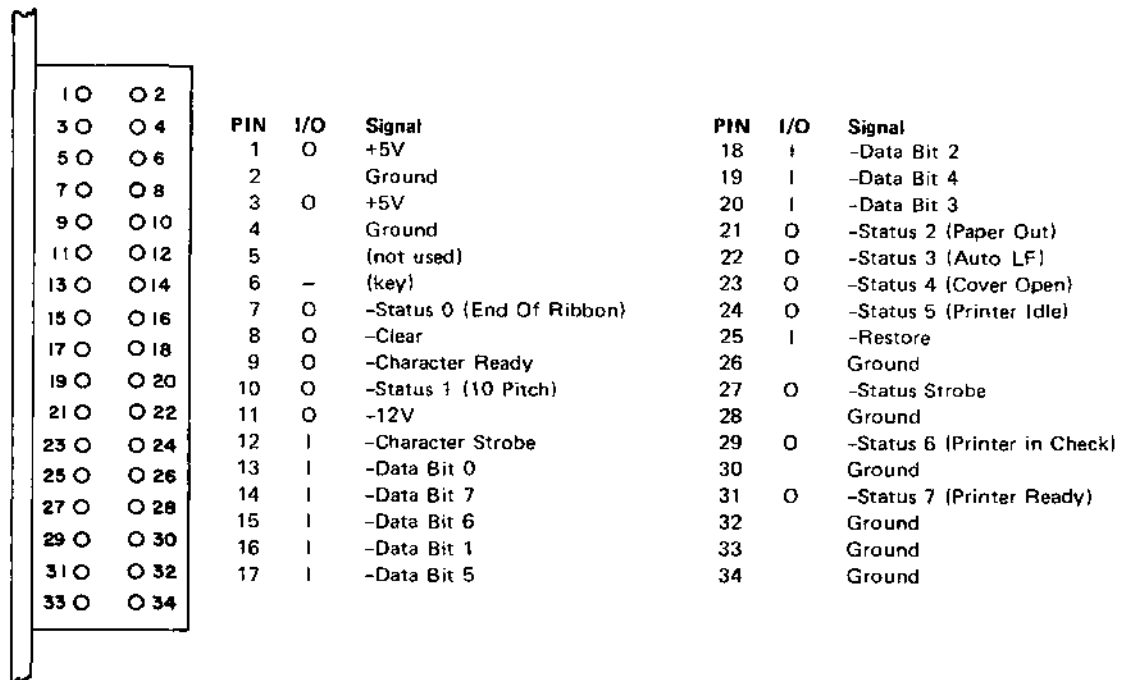 1 2
3 4
5 6
7 8
9 10
11 12
13 14
15 16
17 18
19 20
21 22
23 24
25 26
27 28
29 30
31 32
33 34
PIN I/O Signal
1 O +5V
2 Ground
3 O +5V
4 Ground
5 (not used)
6 – (key)
7 O –Status 0 (End Of Ribbon)
8 O –Clear
9 O –Character Ready
10 O –Status 1 (10 Pitch)
11 O -12V
12 I –Character Strobe
13 I –Data Bit 0
14 I –Data Bit 7
15 I –Data Bit 6
16 I –Data Bit 1
17 I –Data Bit 5
PIN I/O Signal
18 I –Data Bit 2
19 I –Data Bit 4
20 I –Data Bit 3
21 O –Status 2 (Paper Out)
22 O –Status 3 (Auto LF)
23 O –Status 4 (Cover Open)
24 O –Status 5 (Printer Idle)
25 I –Restore
26 Ground
27 O –Status Strobe
28 Ground
29 O –Status 6 (Printer in Check)
30 Ground
31 O –Status 7 (Printer Ready)
32 Ground
33 Ground
34 Ground